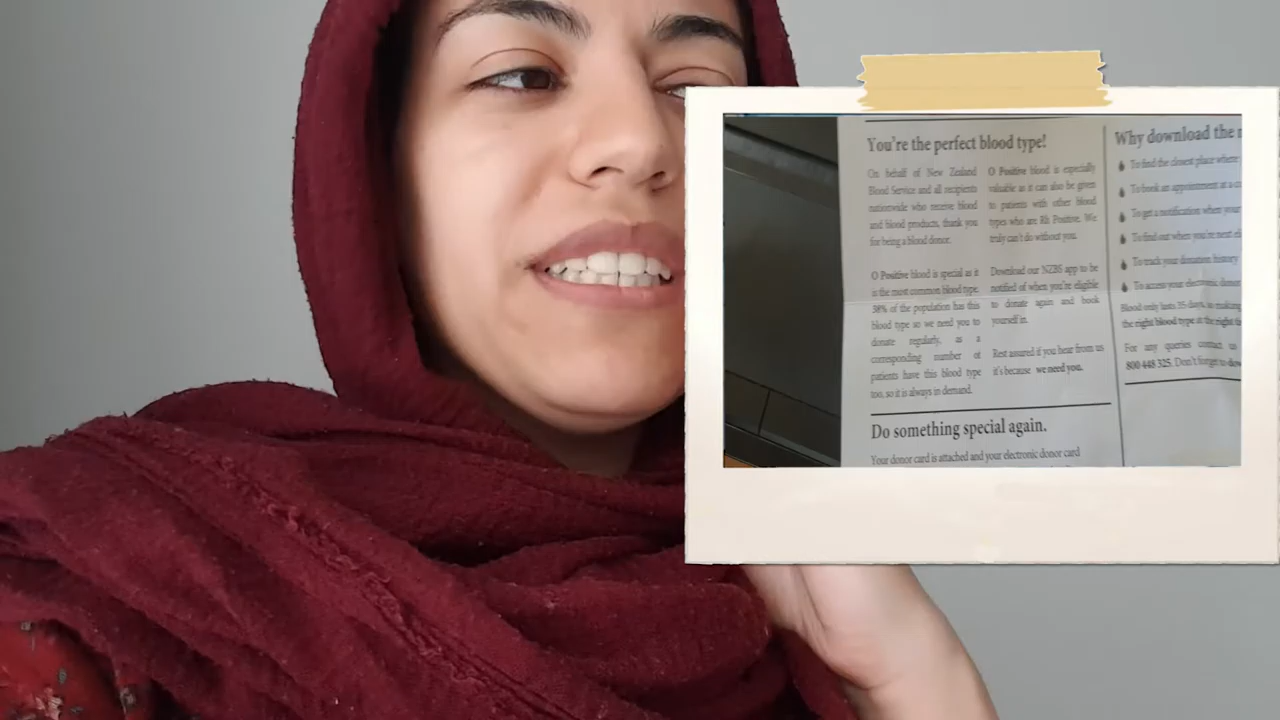 You're the perfect blood type!
On behalf of New Zealand
Blood Service and all recipients
nationwide who receive blood
and blood products, thank you
for being a blood donor.
O Positive blood is special as it
is the most common blood type.
38% of the population has this
blood type so we need you to
donate regularly, as a
corresponding number of
patients have this blood type
too, so it is always in demand.
O Positive blood is especially
valuable as it can also be given
to patients with other blood
types who are Rh Positive. We
truly can't do without you.
Download our NZBS app to be
notified of when you're eligible
to donate again and book
yourself in.
Rest assured if you hear from us
it's because we need you.
Do something special again.
Your donor card is attached and your electronic donor card
Why download the
To find the closest place where
To book an appointment at a
To get a notification when your
To find out when you're next
To track your donation history
To access your electronic donor
Blood only lasts 35 days, so making
the right blood type at the right
For any queries contact us
800 448 325. Don't forget to